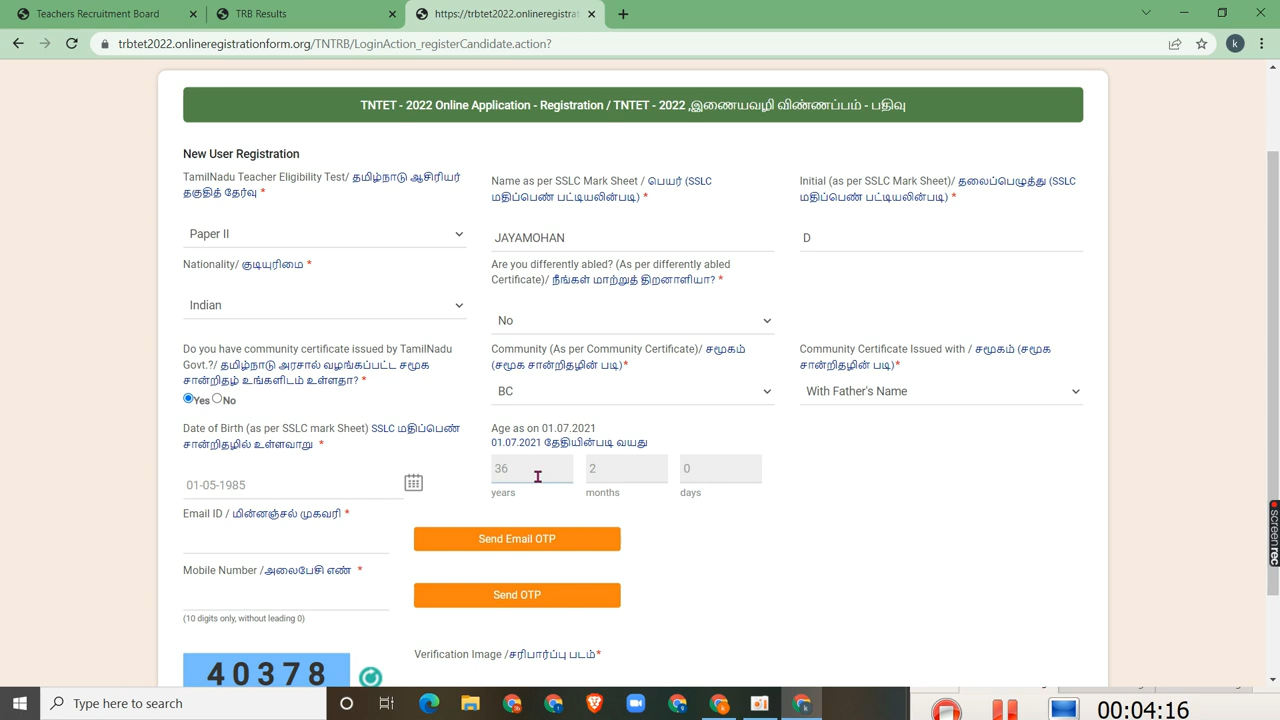 Teachers Recruitment Board
TRB Results
https://trbtet2022.onlineregistrat
trbtet2022.onlineregistrationform.org/TNTRB/LoginAction_registerCandidate.action?
k
TNTET - 2022 Online Application - Registration / TNTET - 2022 ,இணையவழி விண்ணப்பம் - பதிவு
New User Registration
TamilNadu Teacher Eligibility Test/ தமிழ்நாடு ஆசிரியர்
தகுதித் தேர்வு *
Paper II
Name as per SSLC Mark Sheet / பெயர் (SSLC
மதிப்பெண் பட்டியலின்படி) *
JAYAMOHAN
Initial (as per SSLC Mark Sheet)/ தலைப்பெழுத்து (SSLC
மதிப்பெண் பட்டியலின்படி) *
D
Nationality/ குடியுரிமை *
Indian
Are you differently abled? (As per differently abled
Certificate)/ நீங்கள் மாற்றுத் திறனாளியா? *
No
Do you have community certificate issued by TamilNadu
Govt.?/ தமிழ்நாடு அரசால் வழங்கப்பட்ட சமூக
சான்றிதழ் உங்களிடம் உள்ளதா? *
Yes No
Community (As per Community Certificate)/ சமூகம்
(சமூக சான்றிதழின் படி)*
BC
Community Certificate Issued with / சமூகம் (சமூக
சான்றிதழின் படி)*
With Father's Name
Date of Birth (as per SSLC mark Sheet) SSLC மதிப்பெண்
சான்றிதழில் உள்ளவாறு *
01-05-1985
Age as on 01.07.2021
01.07.2021 தேதியின்படி வயது
36 2 0
years months days
Email ID / மின்னஞ்சல் முகவரி *
Send Email OTP
Mobile Number /அலைபேசி எண் *
Send OTP
(10 digits only, without leading 0)
40378
Verification Image /சரிபார்ப்பு படம்*
screenrec
Type here to search
00:04:16